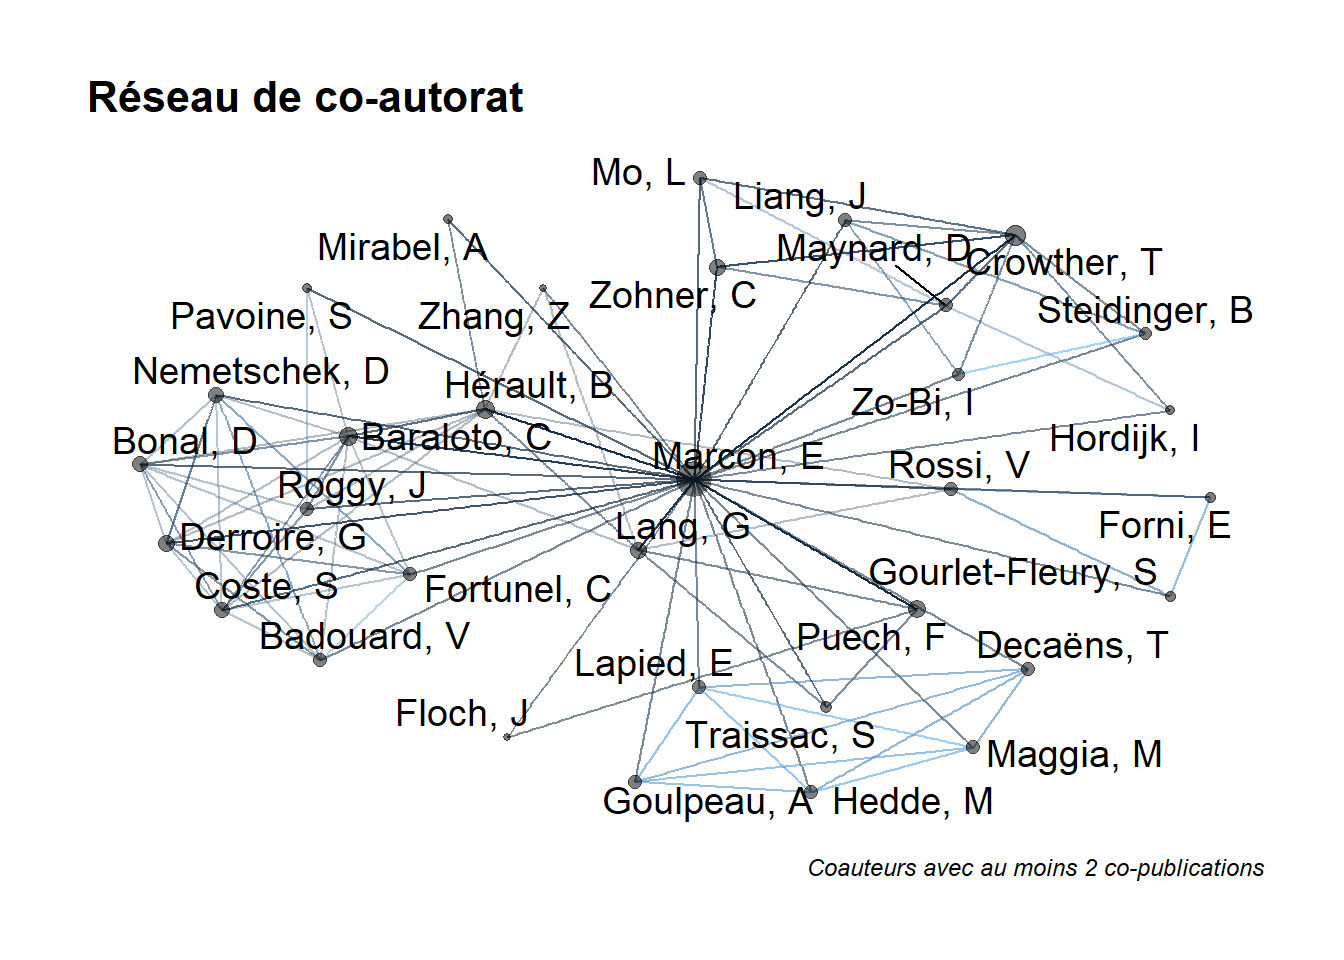 Réseau de co-autorat
Mo, L
Liang, J
Mirabel, A
Maynard, D
Crowther, T
Zohner, C
Steidinger, B
Pavoine, S
Zhang, Z
Nemetschek, D
Hérault, B
Zo-Bi, I
Bonal, D
Baraloto, C
Hordijk, I
Marcon, E
Rossi, V
Roggy, J
Lang, G
Forni, E
Derroire, G
Gourlet-Fleury, S
Coste, S
Fortunel, C
Badouard, V
Puech, F
Decaëns, T
Lapied, E
Floch, J
Traissac, S
Maggia, M
Goulpeau, A
Hedde, M
Coauteurs avec au moins 2 co-publications